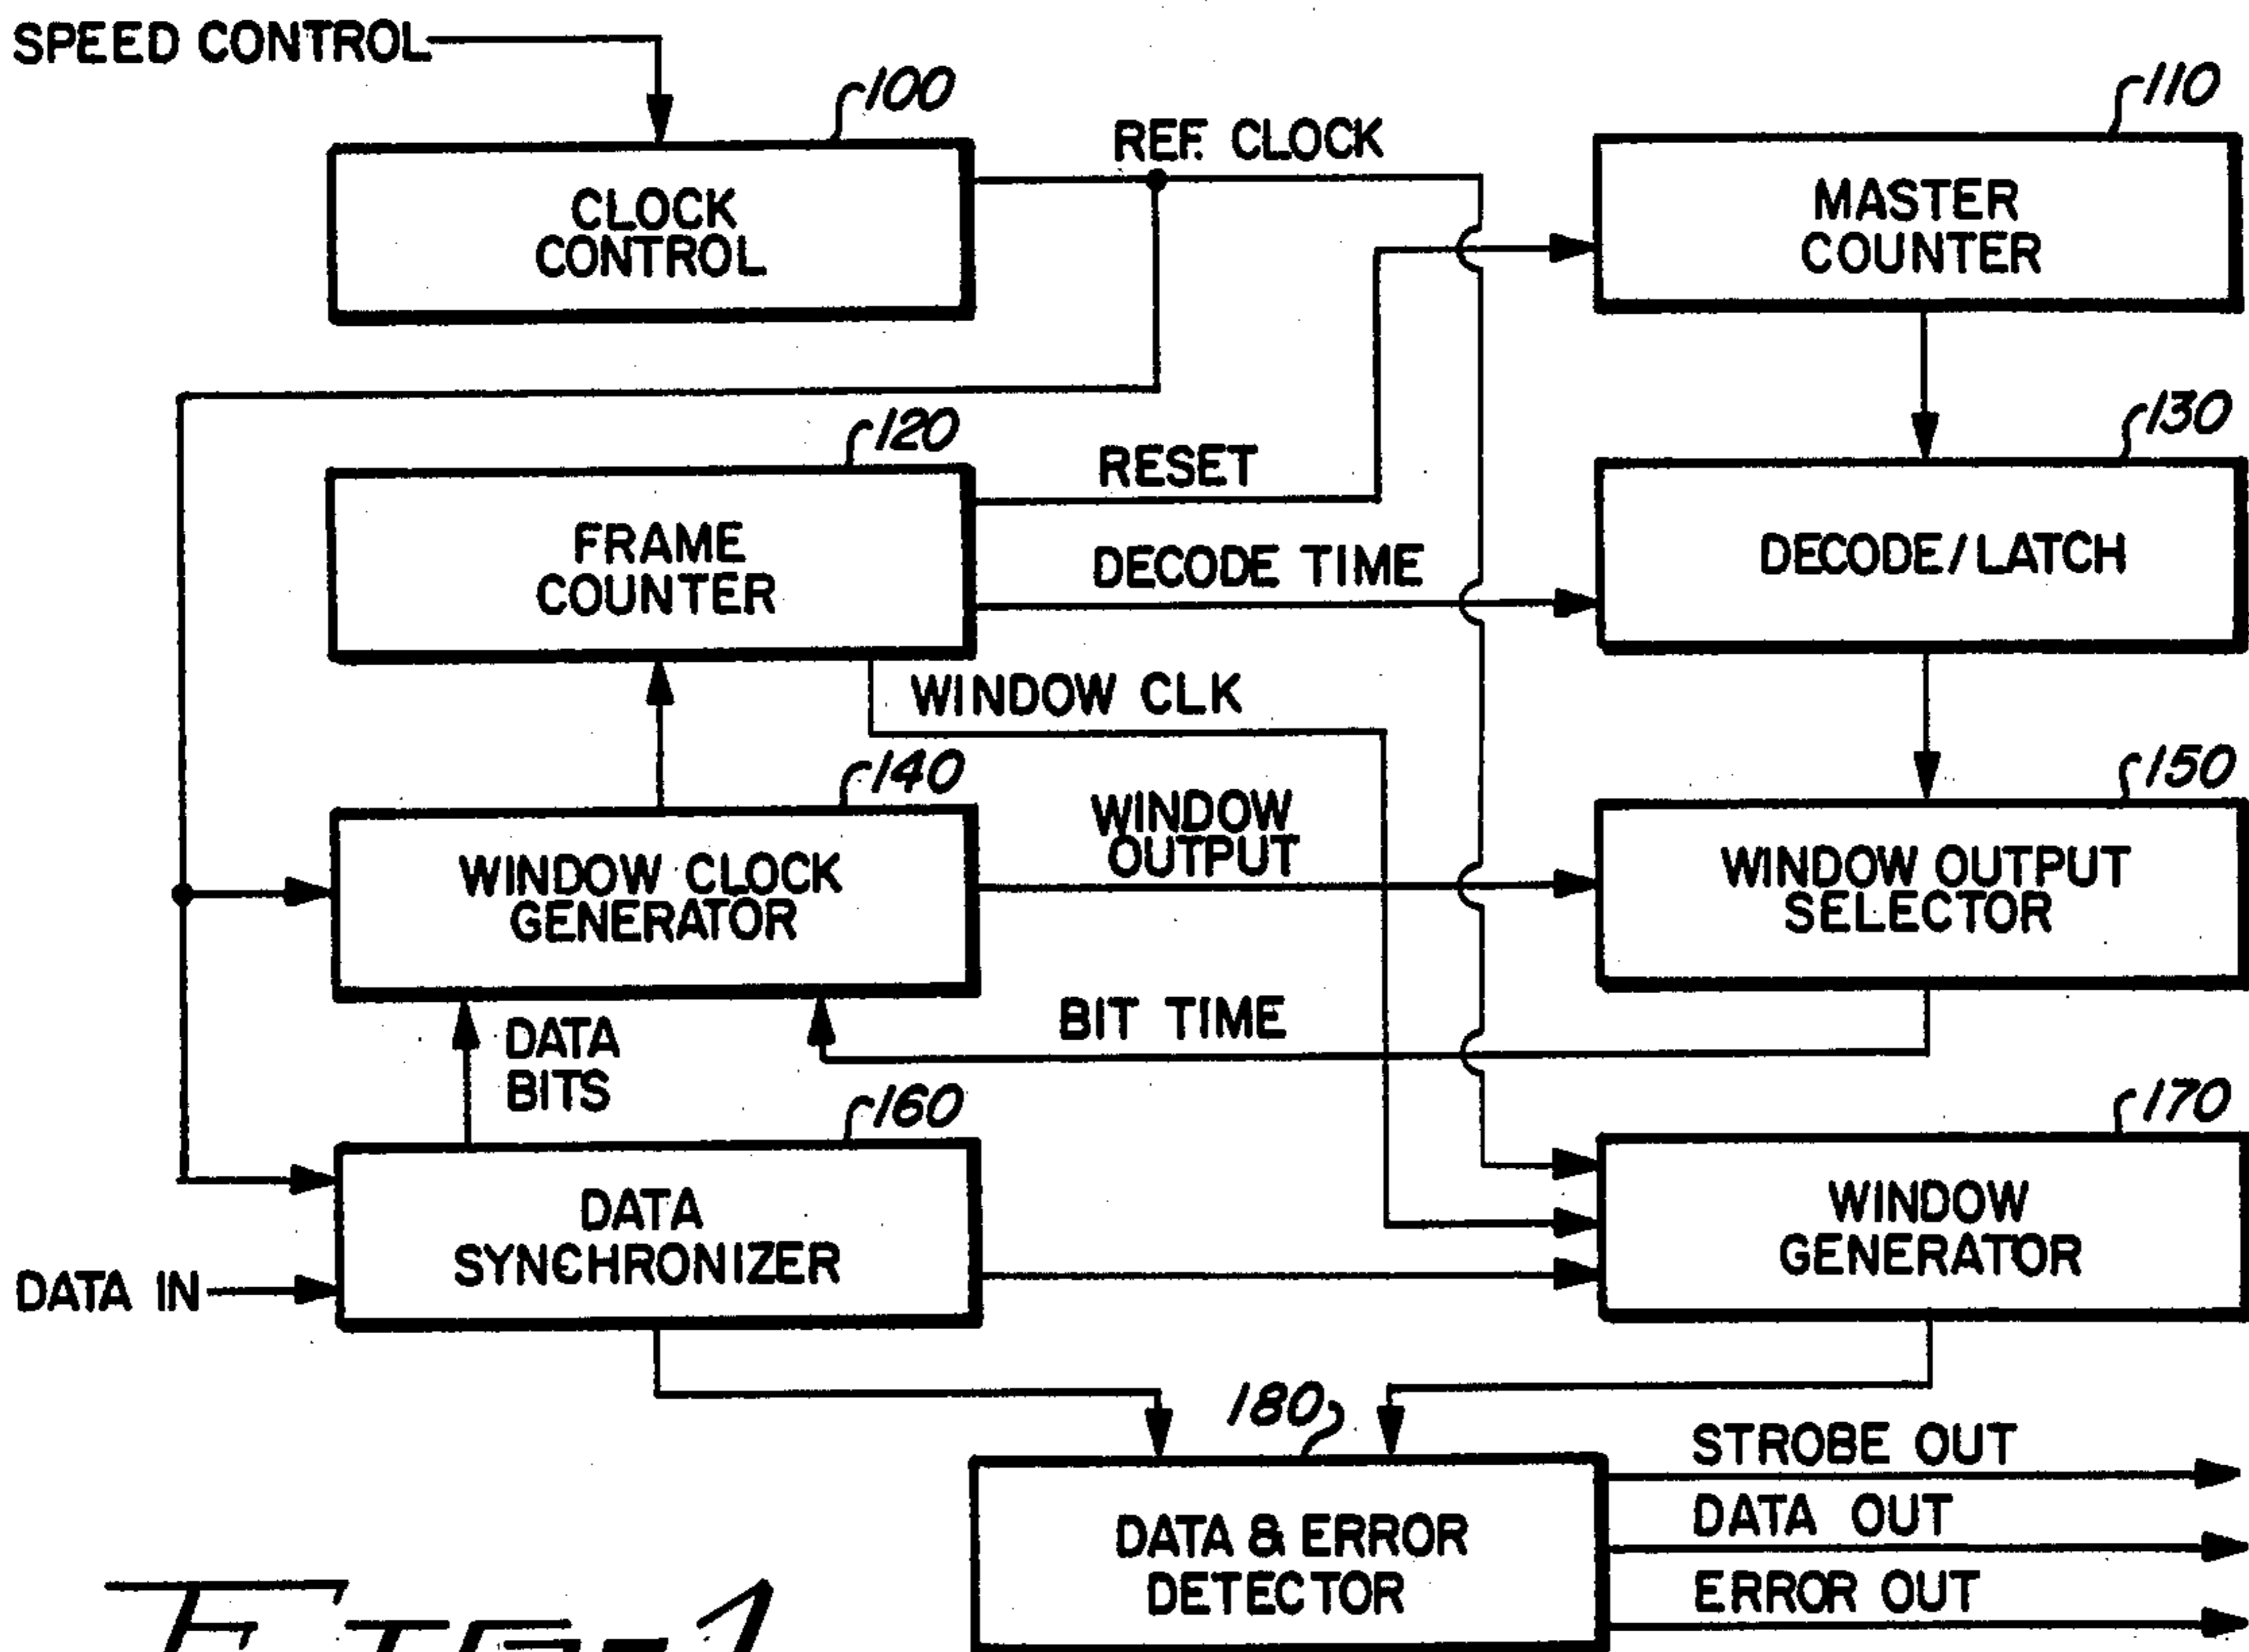 SPEED CONTROL
100
110
REF. CLOCK
CLOCK
CONTROL
MASTER
COUNTER
120
130
RESET
FRAME
COUNTER
DECODE TIME
DECODE/LATCH
WINDOW CLK
140
150
WINDOW
OUTPUT
WINDOW CLOCK
GENERATOR
WINDOW OUTPUT
SELECTOR
DATA
BITS
BIT TIME
160
170
DATA
SYNCHRONIZER
WINDOW
GENERATOR
DATA IN
180
STROBE OUT
DATA & ERROR
DETECTOR
DATA OUT
ERROR OUT